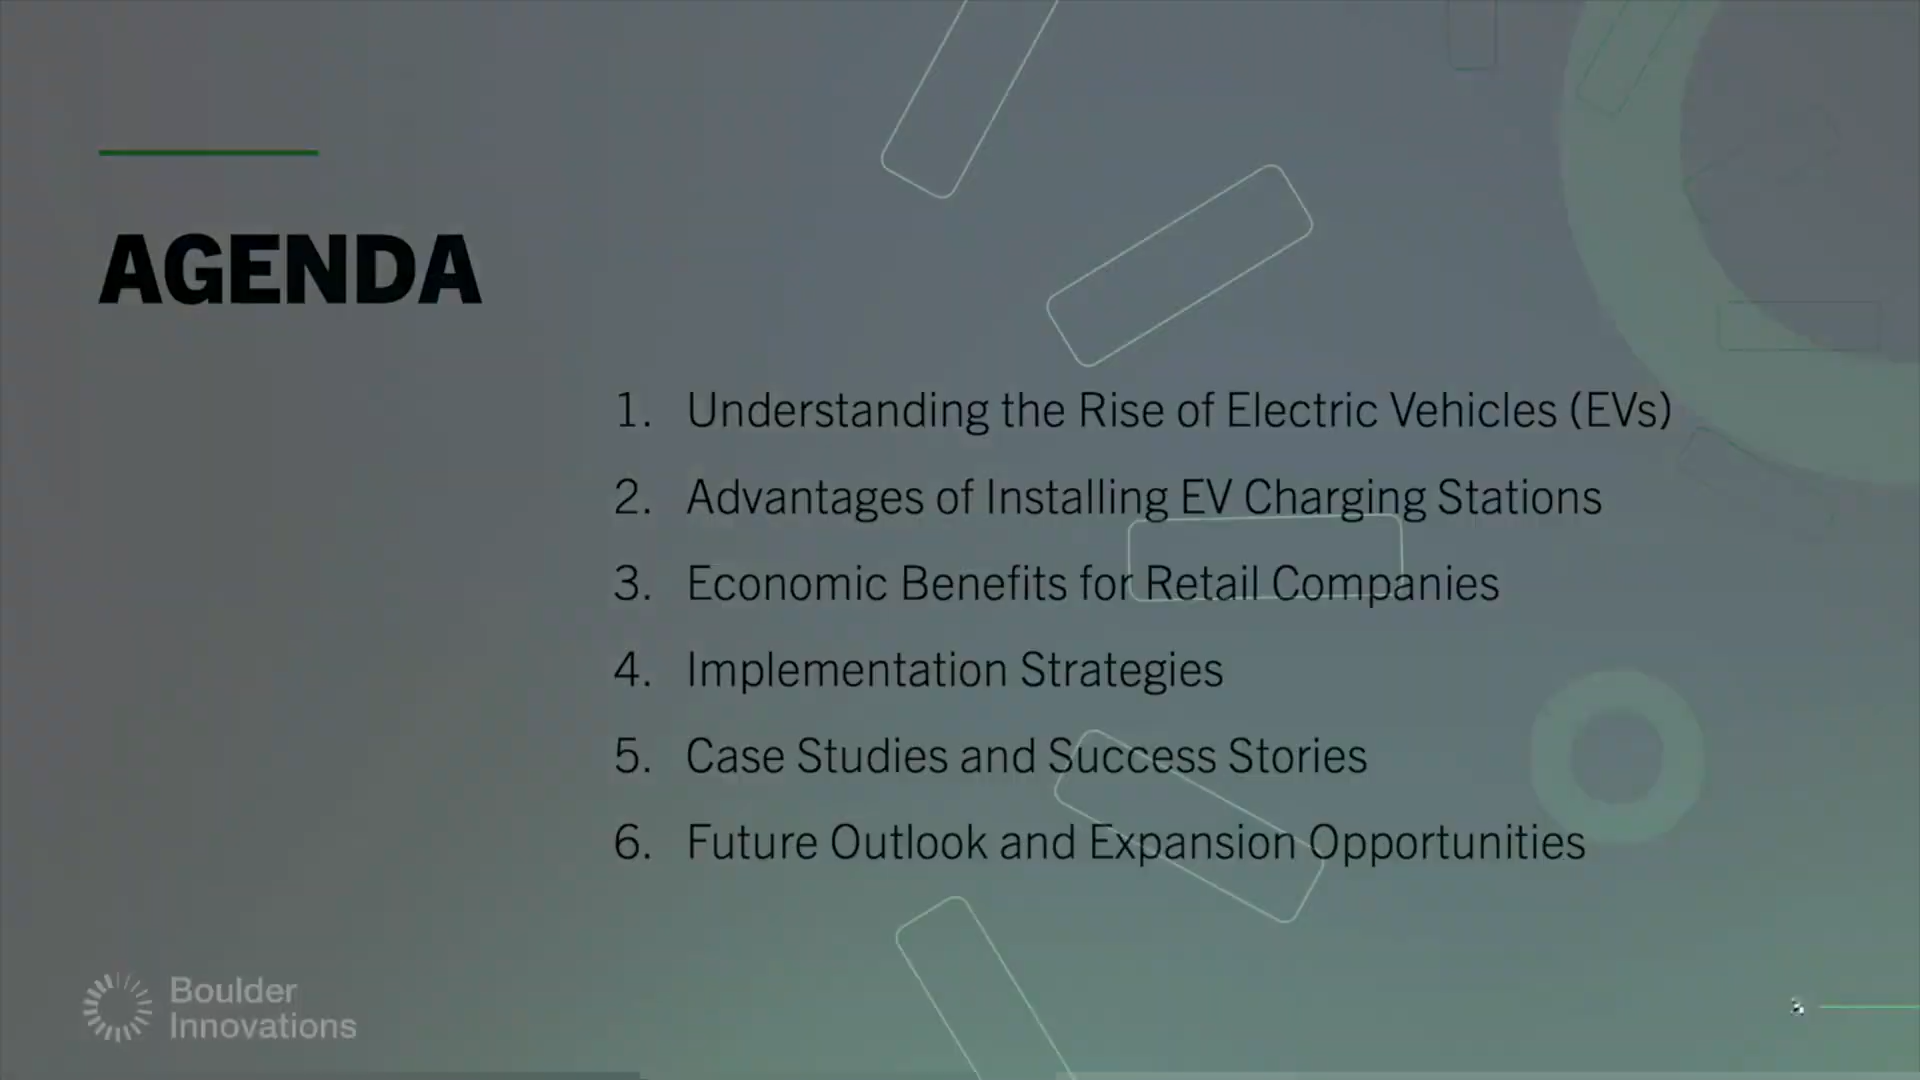 AGENDA
1. Understanding the Rise of Electric Vehicles (EVs)
2. Advantages of Installing EV Charging Stations
3. Economic Benefits for Retail Companies
4. Implementation Strategies
5. Case Studies and Success Stories
6. Future Outlook and Expansion Opportunities
Boulder
Innovations